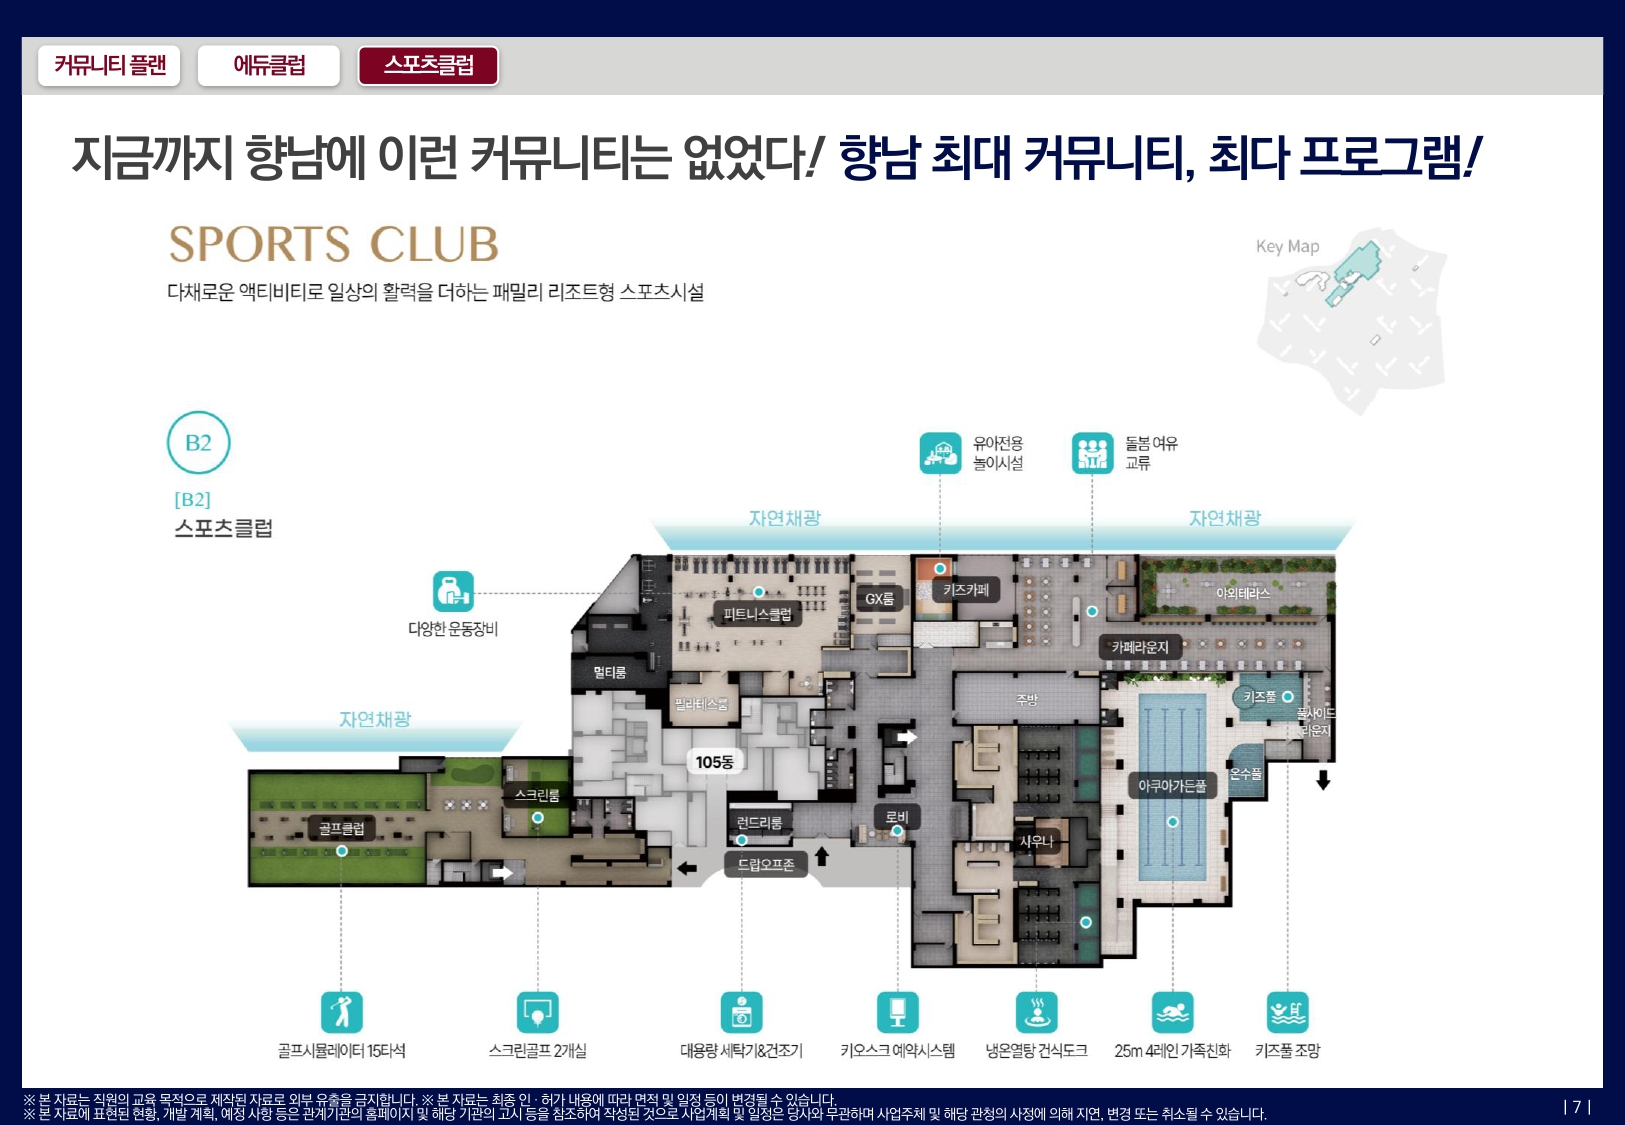 커뮤니티 플랜
에듀클럽
스포츠클럽
지금까지 향남에 이런 커뮤니티는 없었다! 향남 최대 커뮤니티, 최다 프로그램!
SPORTS CLUB
다채로운 액티비티로 일상의 활력을 더하는 패밀리 리조트형 스포츠시설
Key Map
B2
[B2]
스포츠클럽
유아전용
놀이시설
돌봄 여유
교류
자연채광
자연채광
다양한 운동장비
피트니스클럽
GX룸
키즈카페
야외테라스
카페라운지
멀티룸
필라테스룸
주방
키즈풀
풀사이드
라운지
자연채광
105동
온수풀
아쿠아가든풀
스크린룸
골프클럽
런드리룸
로비
사우나
드랍오프존
골프시뮬레이터 15타석
스크린골프 2개실
대용량 세탁기&건조기
키오스크 예약시스템
냉온열탕 건식도크
25m 4레인 가족친화
키즈풀 조망
※ 본 자료는 직원의 교육 목적으로 제작된 자료로 외부 유출을 금지합니다. ※ 본 자료는 최종 인 · 허가 내용에 따라 면적 및 일정 등이 변경될 수 있습니다.
※ 본 자료에 표현된 현황, 개발 계획, 예정 사항 등은 관계기관의 홈페이지 및 해당 기관의 고시 등을 참조하여 작성된 것으로 사업계획 및 일정은 당사와 무관하며 사업주체 및 해당 관청의 사정에 의해 지연, 변경 또는 취소될 수 있습니다.
| 7 |